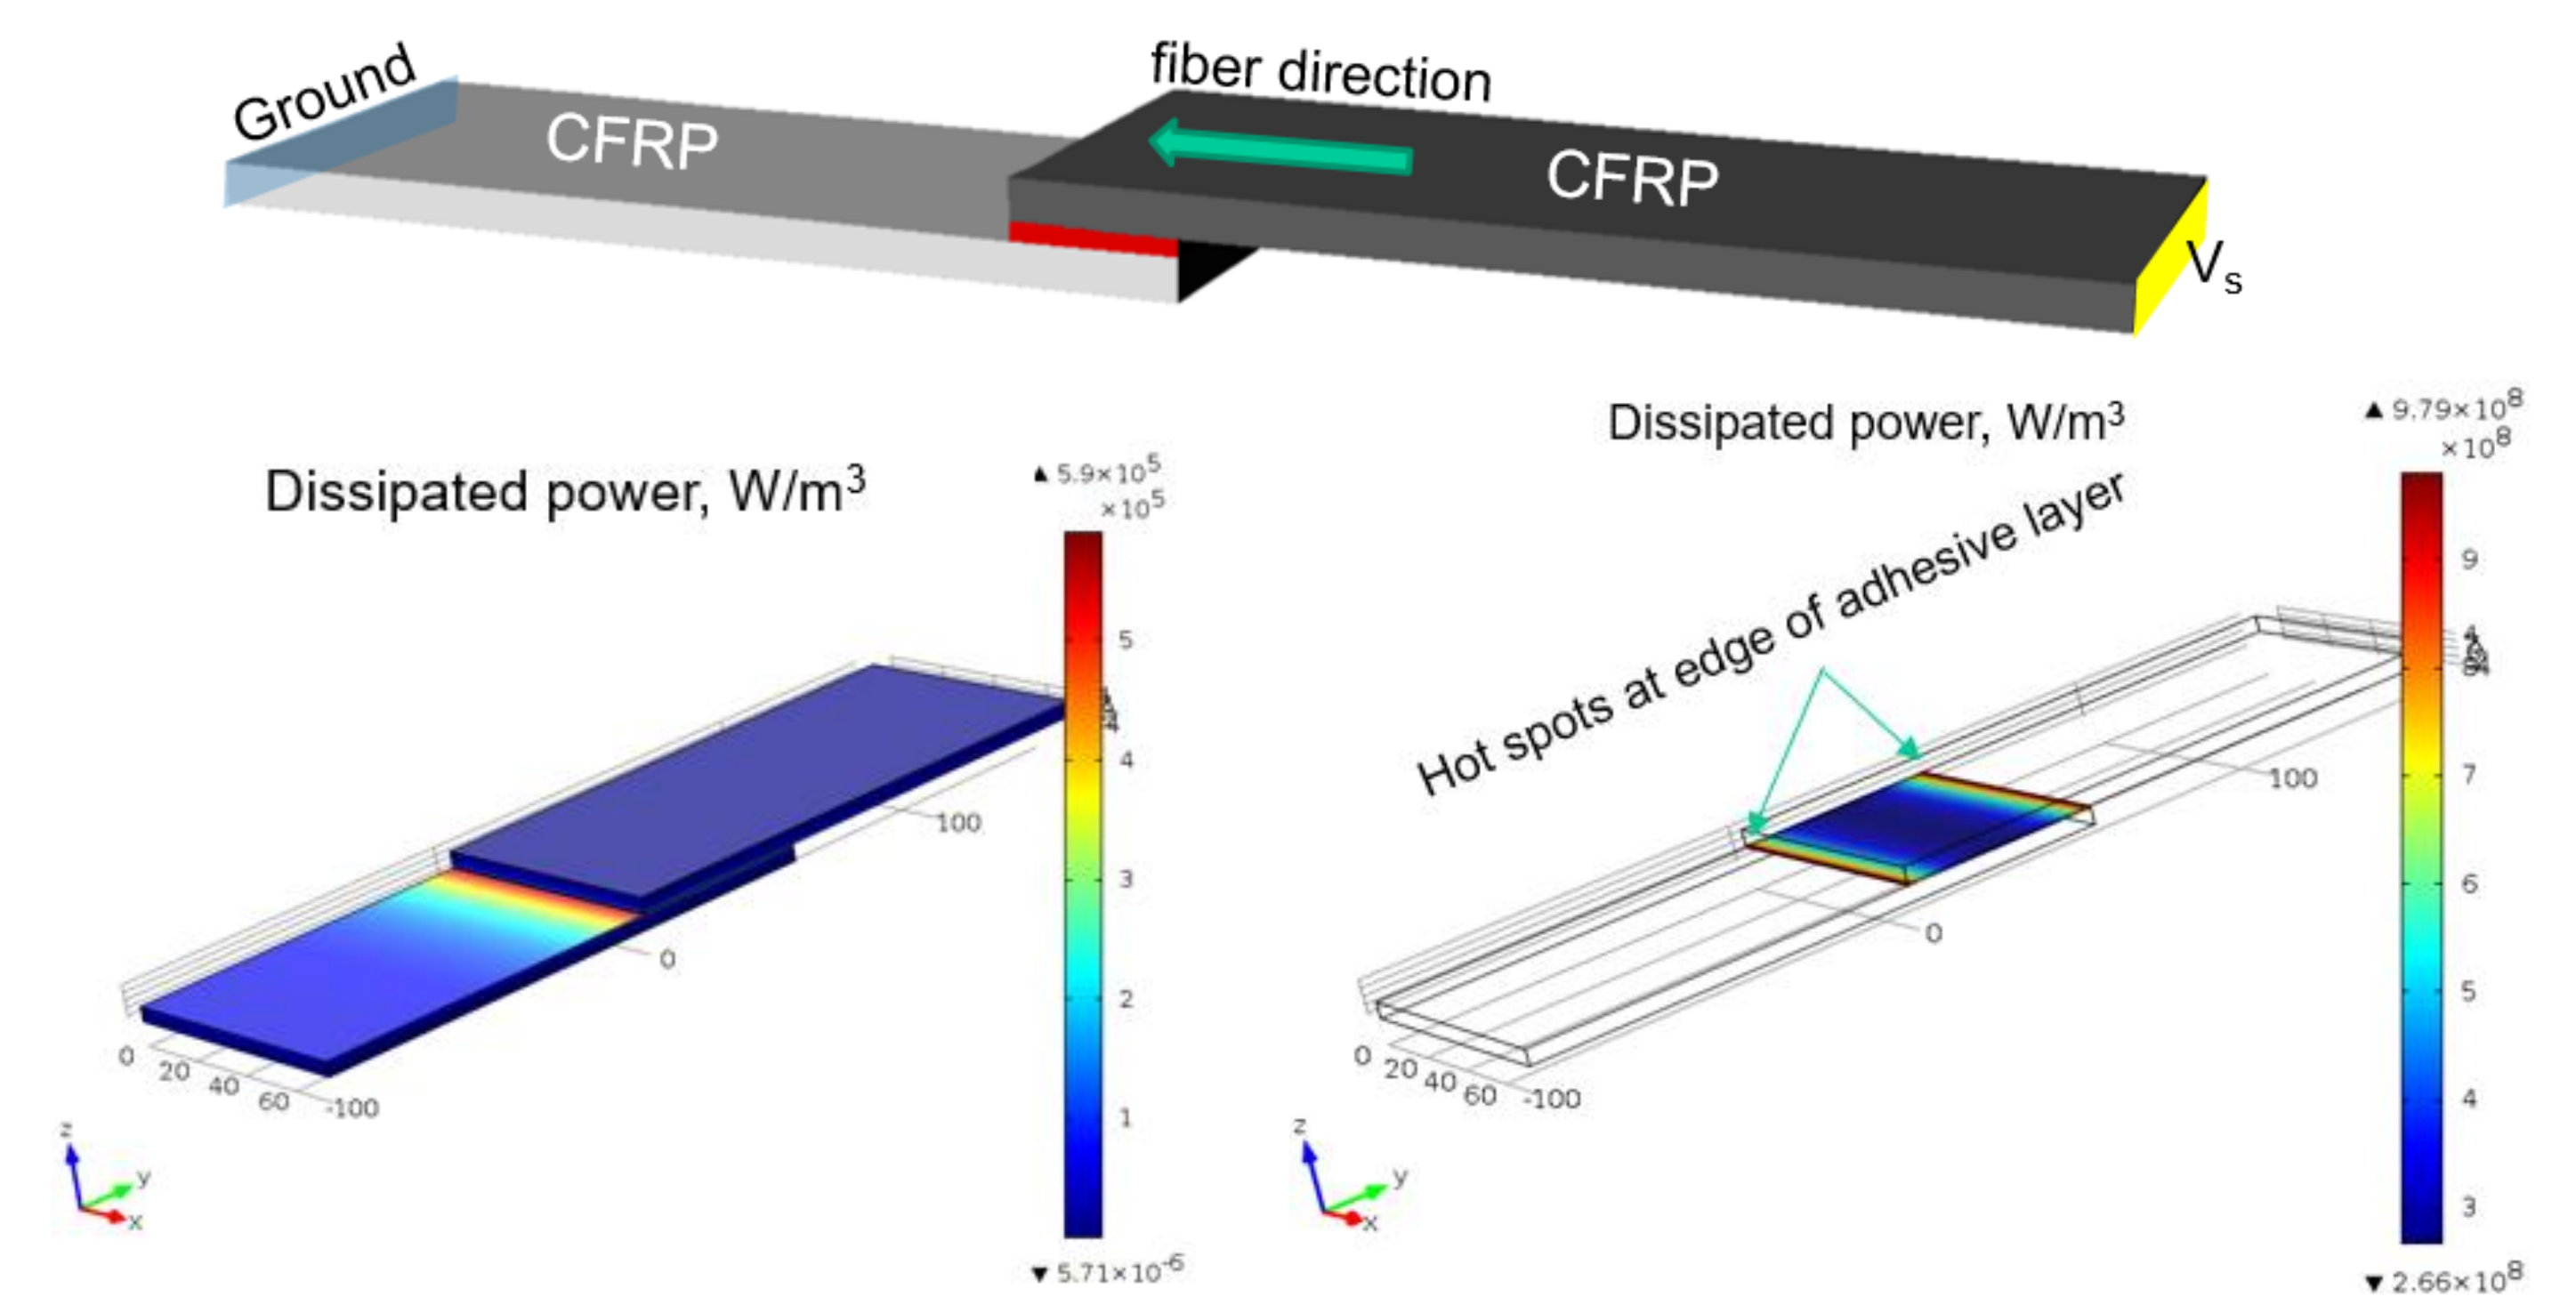 Ground
CFRP
fiber direction
CFRP
Vs
Dissipated power, W/m³
▲ 5.9×10⁵
×10⁵
5
4
3
2
1
▼ 5.71×10⁻⁶
100
0
0
20
40
60
-100
z
y
x
Dissipated power, W/m³
▲ 9.79×10⁸
×10⁸
9
7
6
5
4
3
▼ 2.66×10⁸
Hot spots at edge of adhesive layer
100
0
0
20
40
60
-100
z
y
x